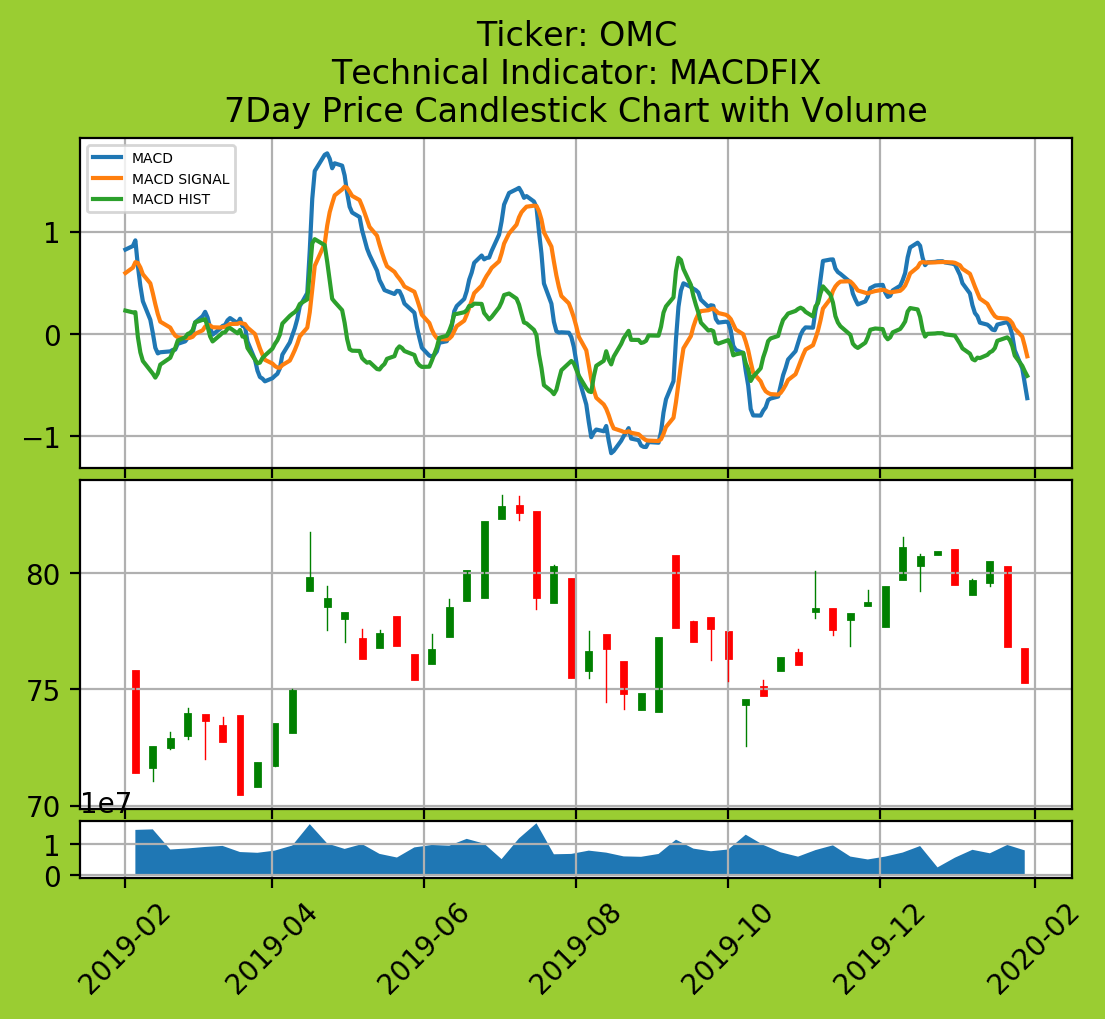 Ticker: OMC
Technical Indicator: MACDFIX
7Day Price Candlestick Chart with Volume
MACD
MACD SIGNAL
MACD HIST
1
0
−1
80
75
70
1e7
1
0
2019-02
2019-04
2019-06
2019-08
2019-10
2019-12
2020-02